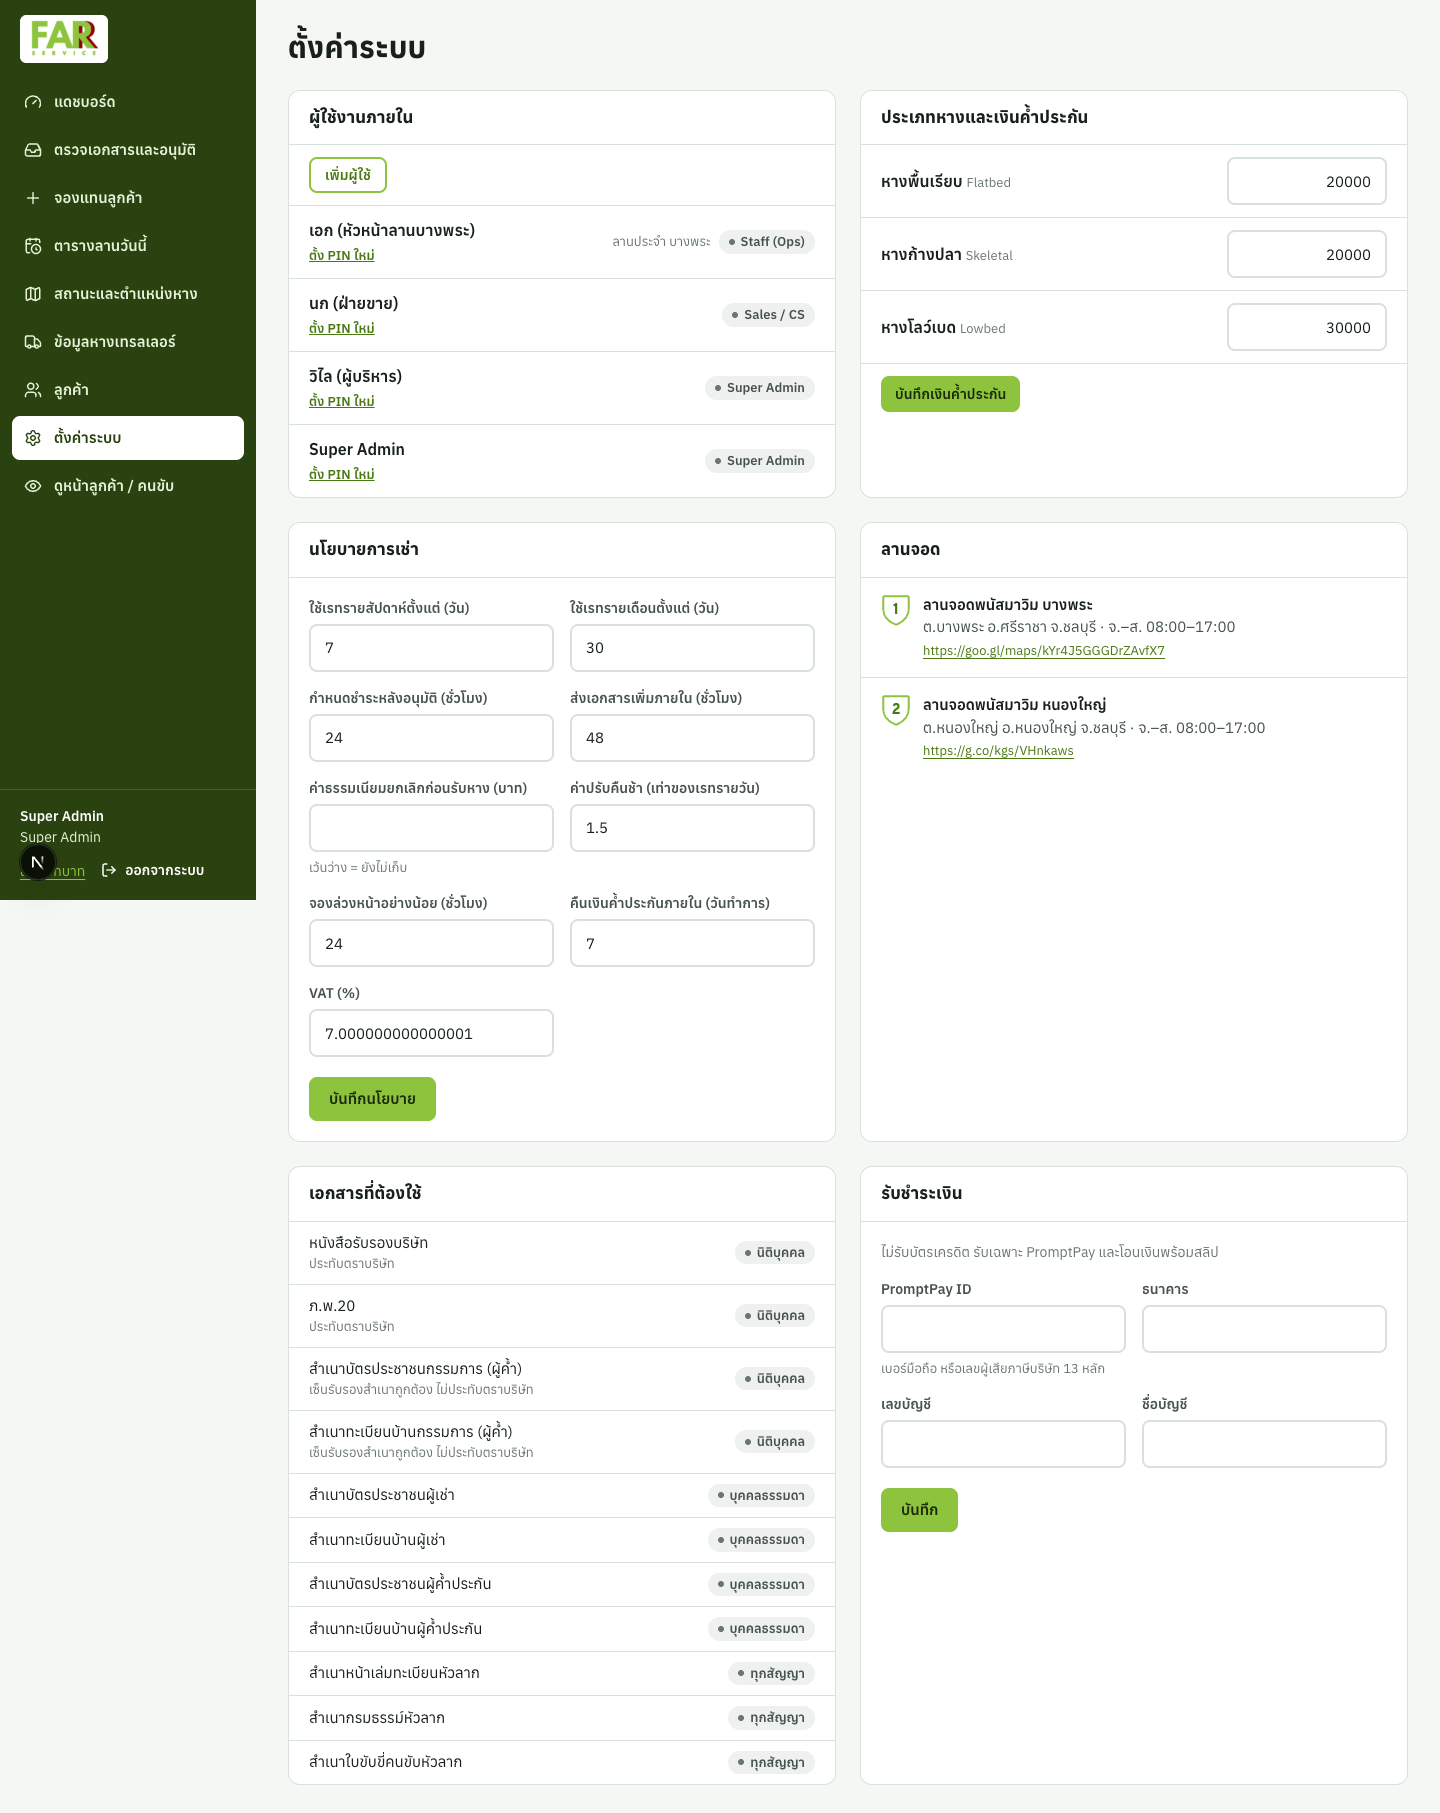 FAR
SERVICE
แดชบอร์ด
ตรวจเอกสารและอนุมัติ
จองแทนลูกค้า
ตารางลานวันนี้
สถานะและตำแหน่งหาง
ข้อมูลหางเทรลเลอร์
ลูกค้า
ตั้งค่าระบบ
ดูหน้าลูกค้า / คนขับ
Super Admin
Super Admin
N
ออกจากระบบ
ตั้งค่าระบบ
ผู้ใช้งานภายใน
เพิ่มผู้ใช้
เอก (หัวหน้าลานบางพระ)
ลานประจำ บางพระ Staff (Ops)
ตั้ง PIN ใหม่
นก (ฝ่ายขาย)
Sales / CS
ตั้ง PIN ใหม่
วิไล (ผู้บริหาร)
Super Admin
ตั้ง PIN ใหม่
Super Admin
Super Admin
ตั้ง PIN ใหม่
ประเภทหางและเงินค้ำประกัน
หางพื้นเรียบ Flatbed 20000
หางก้างปลา Skeletal 20000
หางโลว์เบด Lowbed 30000
บันทึกเงินค้ำประกัน
นโยบายการเช่า
ใช้เรทรายสัปดาห์ตั้งแต่ (วัน)
7
ใช้เรทรายเดือนตั้งแต่ (วัน)
30
กำหนดชำระหลังอนุมัติ (ชั่วโมง)
24
ส่งเอกสารเพิ่มภายใน (ชั่วโมง)
48
ค่าธรรมเนียมยกเลิกก่อนรับหาง (บาท)
เว้นว่าง = ยังไม่เก็บ
ค่าปรับคืนช้า (เท่าของเรทรายวัน)
1.5
จองล่วงหน้าอย่างน้อย (ชั่วโมง)
24
คืนเงินค้ำประกันภายใน (วันทำการ)
7
VAT (%)
7.000000000000001
บันทึกนโยบาย
ลานจอด
1
ลานจอดพนัสมาวิม บางพระ
ต.บางพระ อ.ศรีราชา จ.ชลบุรี · จ.–ส. 08:00–17:00
https://goo.gl/maps/kYr4J5GGGDrZAvfX7
2
ลานจอดพนัสมาวิม หนองใหญ่
ต.หนองใหญ่ อ.หนองใหญ่ จ.ชลบุรี · จ.–ส. 08:00–17:00
https://g.co/kgs/VHnkaws
เอกสารที่ต้องใช้
หนังสือรับรองบริษัท
ประทับตราบริษัท
นิติบุคคล
ภ.พ.20
ประทับตราบริษัท
นิติบุคคล
สำเนาบัตรประชาชนกรรมการ (ผู้ค้ำ)
เซ็นรับรองสำเนาถูกต้อง ไม่ประทับตราบริษัท
นิติบุคคล
สำเนาทะเบียนบ้านกรรมการ (ผู้ค้ำ)
เซ็นรับรองสำเนาถูกต้อง ไม่ประทับตราบริษัท
นิติบุคคล
สำเนาบัตรประชาชนผู้เช่า บุคคลธรรมดา
สำเนาทะเบียนบ้านผู้เช่า บุคคลธรรมดา
สำเนาบัตรประชาชนผู้ค้ำประกัน บุคคลธรรมดา
สำเนาทะเบียนบ้านผู้ค้ำประกัน บุคคลธรรมดา
สำเนาหน้าเล่มทะเบียนหัวลาก ทุกสัญญา
สำเนากรมธรรม์หัวลาก ทุกสัญญา
สำเนาใบขับขี่คนขับหัวลาก ทุกสัญญา
รับชำระเงิน
ไม่รับบัตรเครดิต รับเฉพาะ PromptPay และโอนเงินพร้อมสลิป
PromptPay ID
ธนาคาร
เบอร์มือถือ หรือเลขผู้เสียภาษีบริษัท 13 หลัก
เลขบัญชี
ชื่อบัญชี
บันทึก